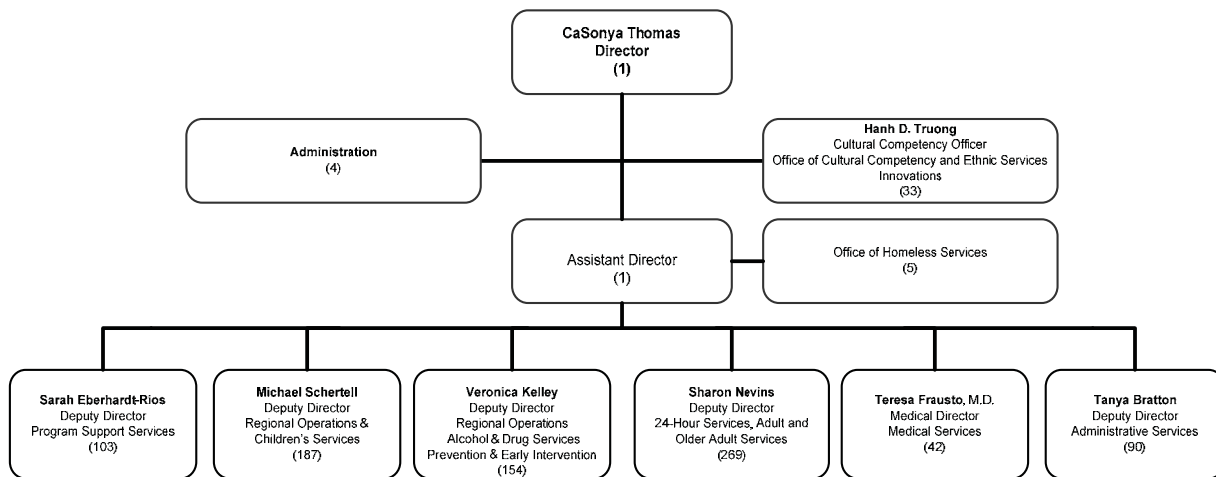 CaSonya Thomas
Director
(1)
Administration
(4)
Hanh D. Truong
Cultural Competency Officer
Office of Cultural Competency and Ethnic Services
Innovations
(33)
Assistant Director
(1)
Office of Homeless Services
(5)
Sarah Eberhardt-Rios
Deputy Director
Program Support Services
(103)
Michael Schertell
Deputy Director
Regional Operations &
Children's Services
(187)
Veronica Kelley
Deputy Director
Regional Operations
Alcohol & Drug Services
Prevention & Early Intervention
(154)
Sharon Nevins
Deputy Director
24-Hour Services, Adult and
Older Adult Services
(269)
Teresa Frausto, M.D.
Medical Director
Medical Services
(42)
Tanya Bratton
Deputy Director
Administrative Services
(90)